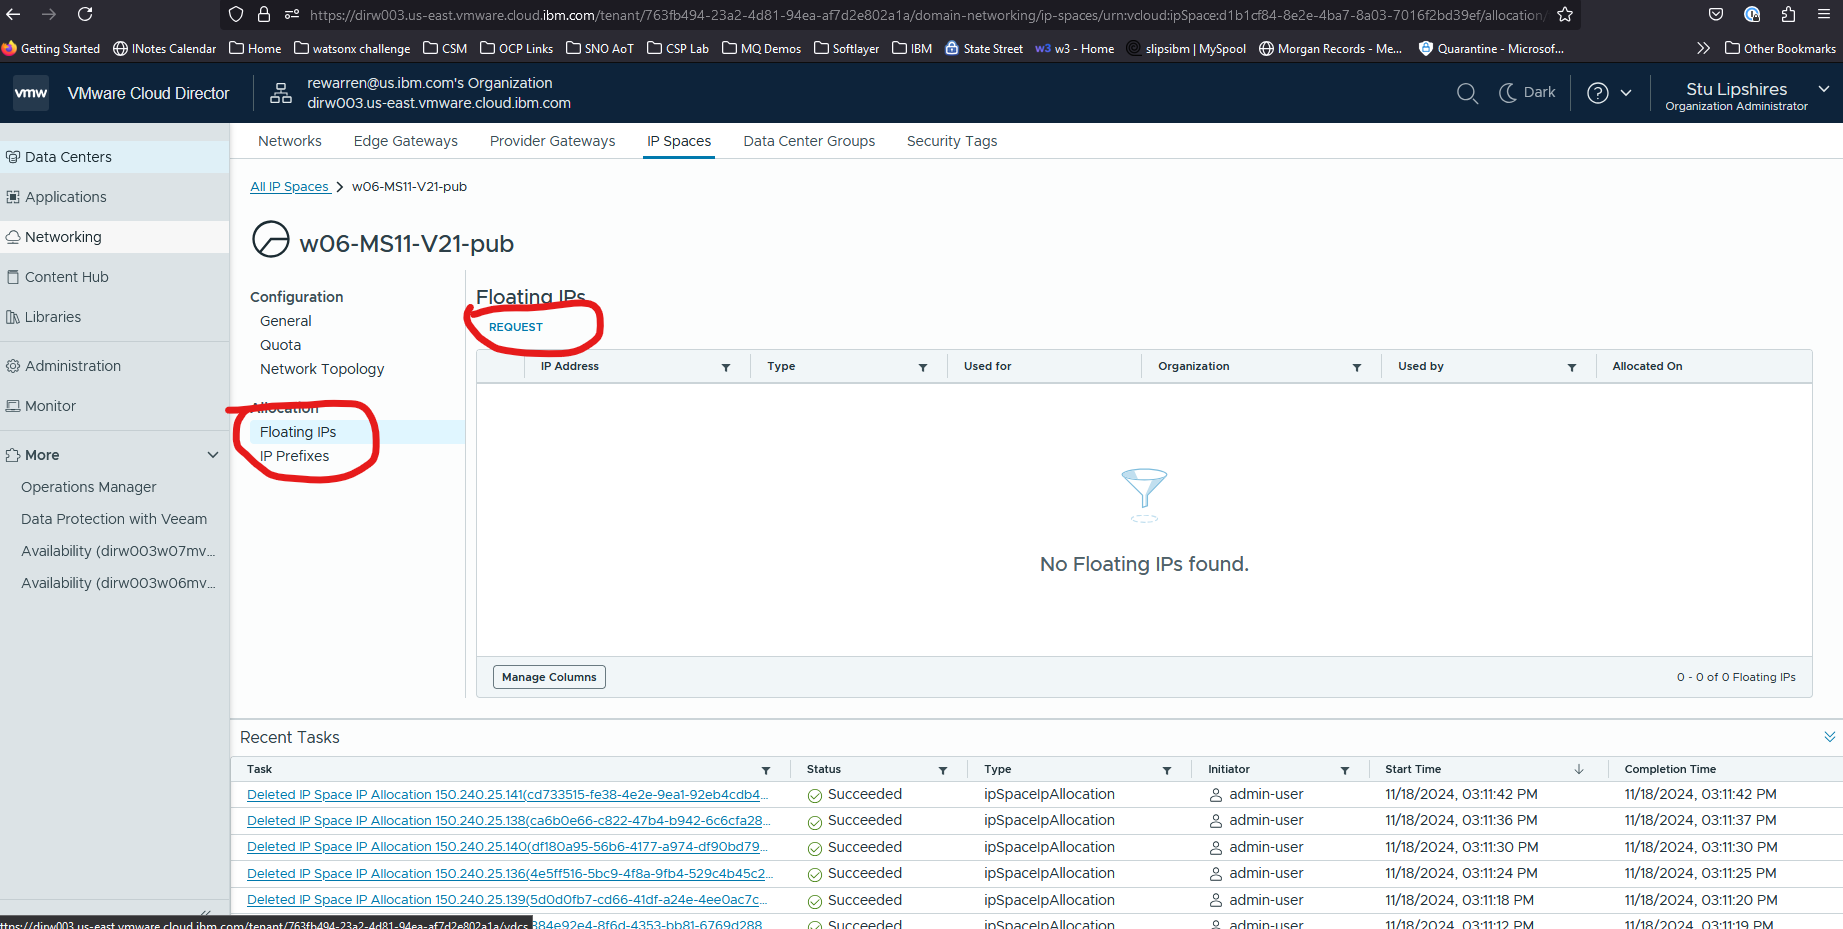 https://dirw003.us-east.vmware.cloud.ibm.com/tenant/763fb494-23a2-4d81-94ea-af7d2e802a1a/domain-networking/ip-spaces/urn:vcloud:ipSpace:d1b1cf84-8e2e-4ba7-8a03-7016f2bd39ef/allocation/
Getting Started INotes Calendar Home watsonx challenge CSM OCP Links SNO AoT CSP Lab MQ Demos Softlayer IBM State Street w3 w3 - Home slipsibm | MySpool Morgan Records - Me... Quarantine - Microsof... Other Bookmarks
vmw VMware Cloud Director
rewarren@us.ibm.com's Organization
dirw003.us-east.vmware.cloud.ibm.com
Dark
Stu Lipshires
Organization Administrator
Data Centers
Applications
Networking
Content Hub
Libraries
Administration
Monitor
More
Operations Manager
Data Protection with Veeam
Availability (dirw003w07mv...
Availability (dirw003w06mv...
Networks Edge Gateways Provider Gateways IP Spaces Data Center Groups Security Tags
All IP Spaces > w06-MS11-V21-pub
w06-MS11-V21-pub
Configuration
General
Quota
Network Topology
Allocation
Floating IPs
IP Prefixes
Floating IPs
REQUEST
IP Address Type Used for Organization Used by Allocated On
No Floating IPs found.
Manage Columns 0 - 0 of 0 Floating IPs
Recent Tasks
Task Status Type Initiator Start Time Completion Time
Deleted IP Space IP Allocation 150.240.25.141(cd733515-fe38-4e2e-9ea1-92eb4cdb4... Succeeded ipSpaceIpAllocation admin-user 11/18/2024, 03:11:42 PM 11/18/2024, 03:11:42 PM
Deleted IP Space IP Allocation 150.240.25.138(ca6b0e66-c822-47b4-b942-6c6cfa28... Succeeded ipSpaceIpAllocation admin-user 11/18/2024, 03:11:36 PM 11/18/2024, 03:11:37 PM
Deleted IP Space IP Allocation 150.240.25.140(df180a95-56b6-4177-a974-df90bd79... Succeeded ipSpaceIpAllocation admin-user 11/18/2024, 03:11:30 PM 11/18/2024, 03:11:30 PM
Deleted IP Space IP Allocation 150.240.25.136(4e5ff516-5bc9-4f8a-9fb4-529c4b45c2... Succeeded ipSpaceIpAllocation admin-user 11/18/2024, 03:11:24 PM 11/18/2024, 03:11:25 PM
Deleted IP Space IP Allocation 150.240.25.139(5d0d0fb7-cd66-41df-a24e-4ee0ac7c... Succeeded ipSpaceIpAllocation admin-user 11/18/2024, 03:11:18 PM 11/18/2024, 03:11:20 PM
384e92e4-8f6d-4353-bb81-6769d288 Succeeded ipSpaceIpAllocation admin-user 11/18/2024, 03:11:12 PM 11/18/2024, 03:11:19 PM
ttps://dirw003.us-east.vmware.cloud.ibm.com/tenant/763fb494-23a2-4d81-94ea-af7d2e802a1a/vdcs